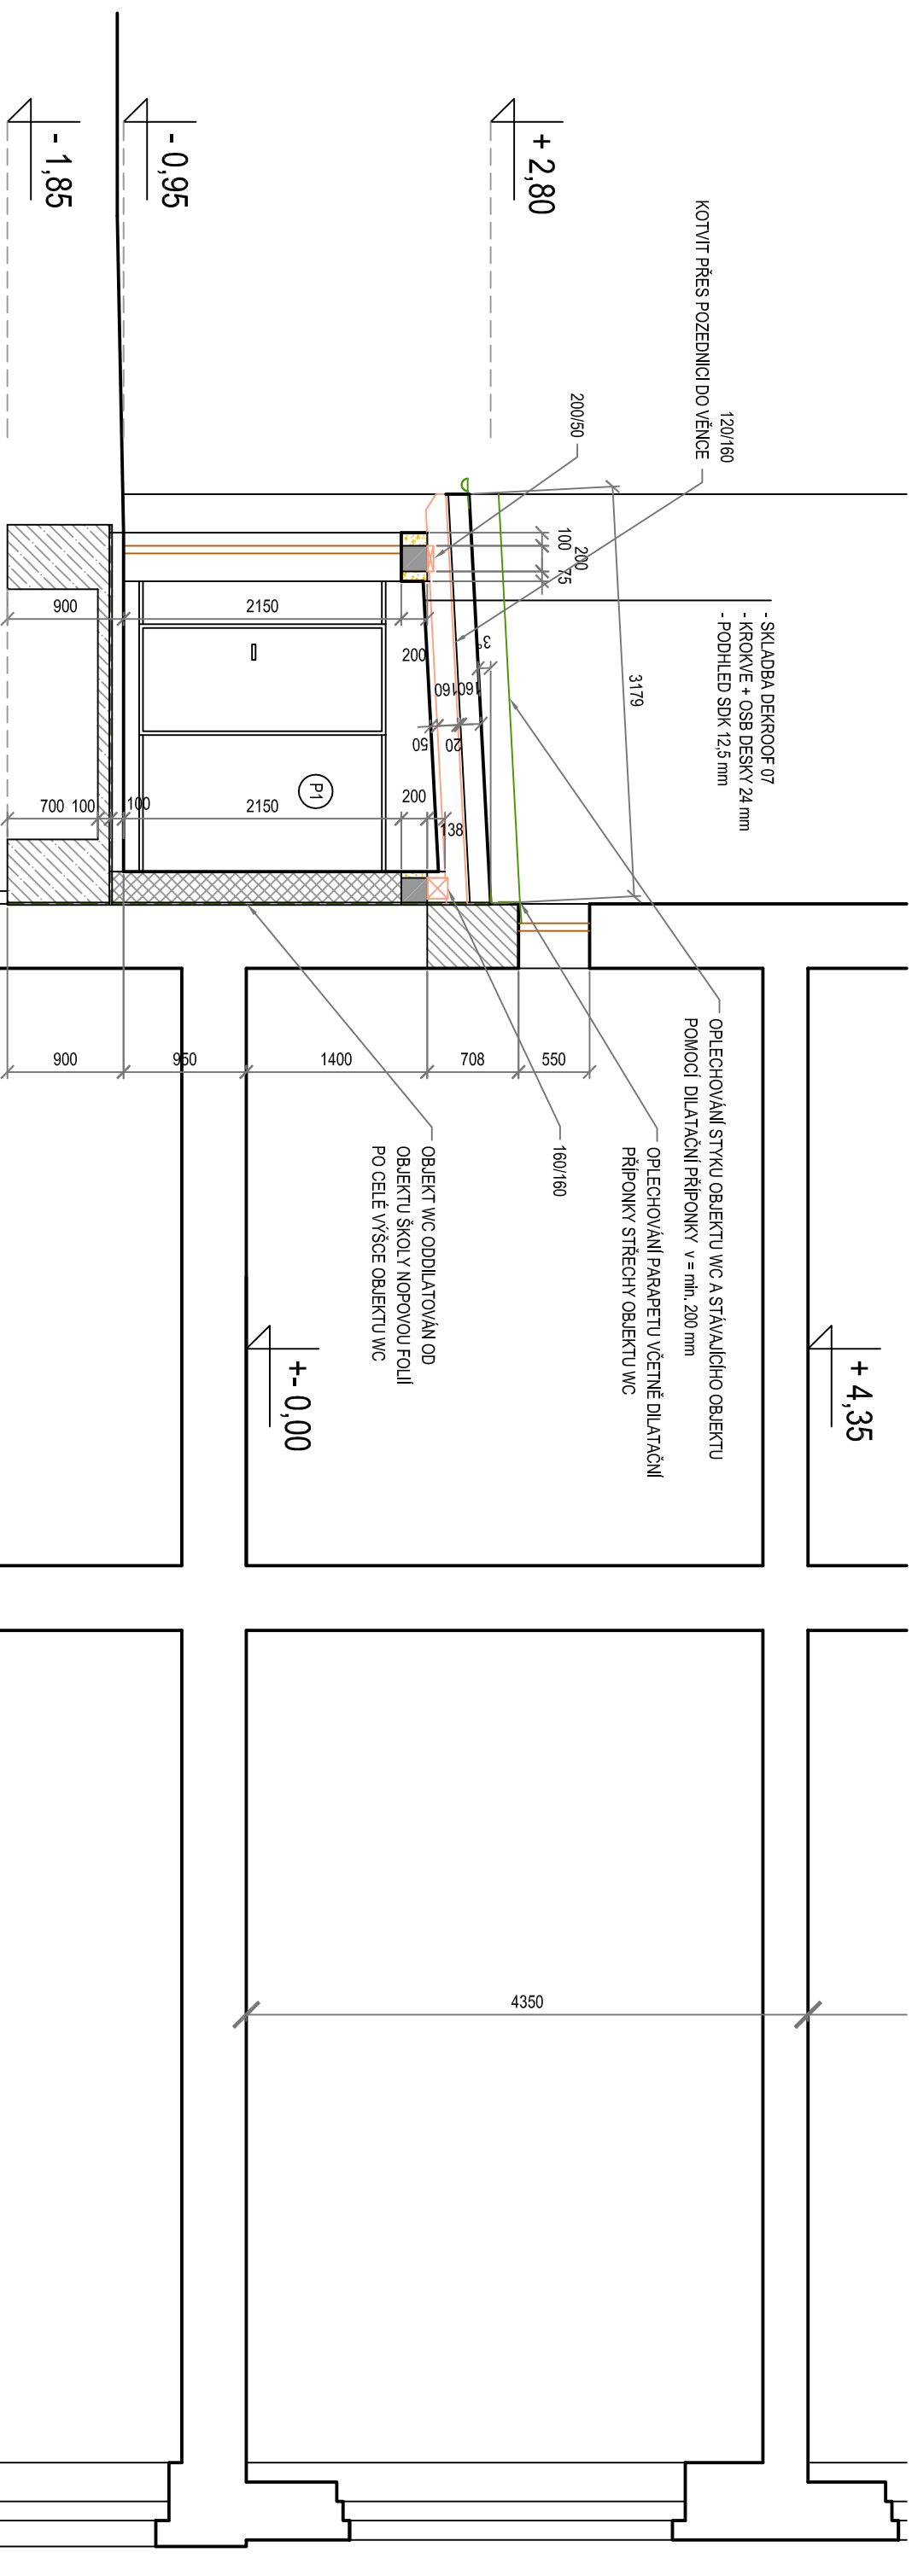 + 2,80
- 0,95
- 1,85
KOTVIT PŘES POZEDNICI DO VĚNCE
120/160
200/50
100
200
75
- SKLADBA DEKROOF 07
- KROKVE + OSB DESKY 24 mm
- PODHLED SDK 12,5 mm
3179
3°
160
160
20
50
200
2150
900
138
200
2150
100
100
700
P1
OPLECHOVÁNÍ STYKU OBJEKTU WC A STÁVAJÍCÍHO OBJEKTU
POMOCÍ DILATAČNÍ PŘÍPONKY v = min. 200 mm
OPLECHOVÁNÍ PARAPETU VČETNĚ DILATAČNÍ
PŘÍPONKY STŘECHY OBJEKTU WC
160/160
OBJEKT WC ODDILATOVÁN OD
OBJEKTU ŠKOLY NOPOVOU FOLIÍ
PO CELÉ VÝŠCE OBJEKTU WC
900
950
1400
708
550
+ 4,35
+- 0,00
4350